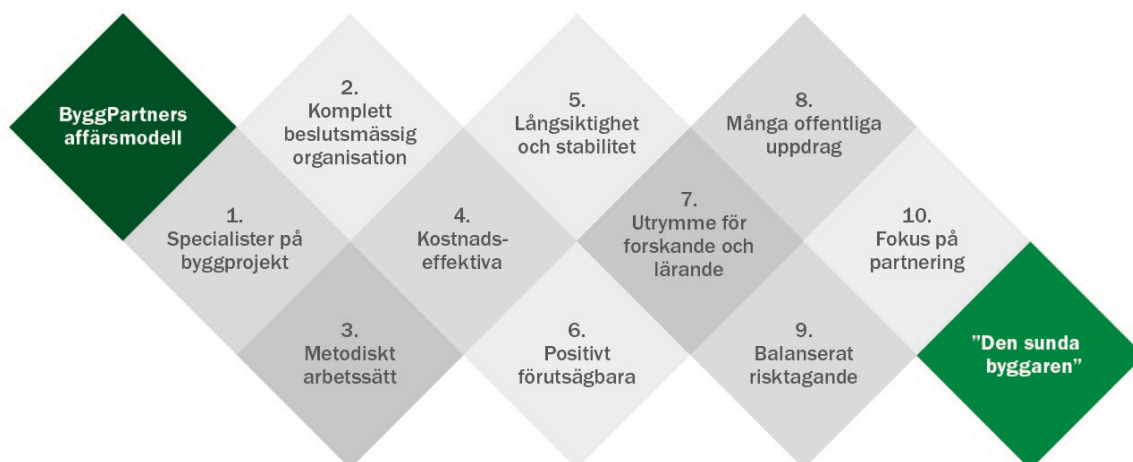 ByggPartners
affärsmodell
1.
Specialister på
byggprojekt
2.
Komplett
beslutsmässig
organisation
3.
Metodiskt
arbetssätt
4.
Kostnads-
effektiva
5.
Långsiktighet
och stabilitet
6.
Positivt
förutsägbara
7.
Utrymme för
forskande och
lärande
8.
Många offentliga
uppdrag
9.
Balanserat
risktagande
10.
Fokus på
partnering
”Den sunda
byggaren”